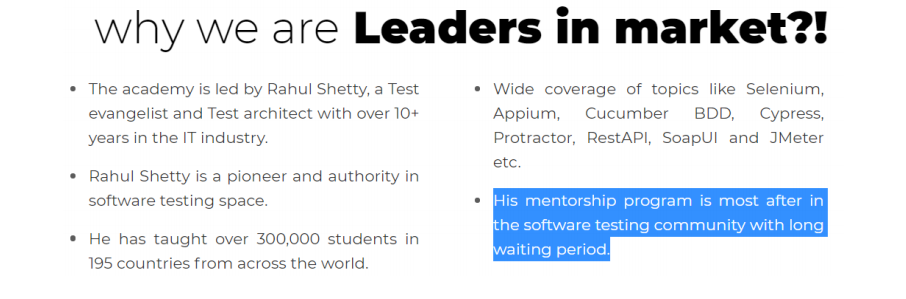 why we are Leaders in market?!
The academy is led by Rahul Shetty, a Test
evangelist and Test architect with over 10+
years in the IT industry.
Rahul Shetty is a pioneer and authority in
software testing space.
He has taught over 300,000 students in
195 countries from across the world.
Wide coverage of topics like Selenium,
Appium, Cucumber BDD, Cypress,
Protractor, RestAPI, SoapUI and JMeter
etc.
His mentorship program is most after in
the software testing community with long
waiting period.